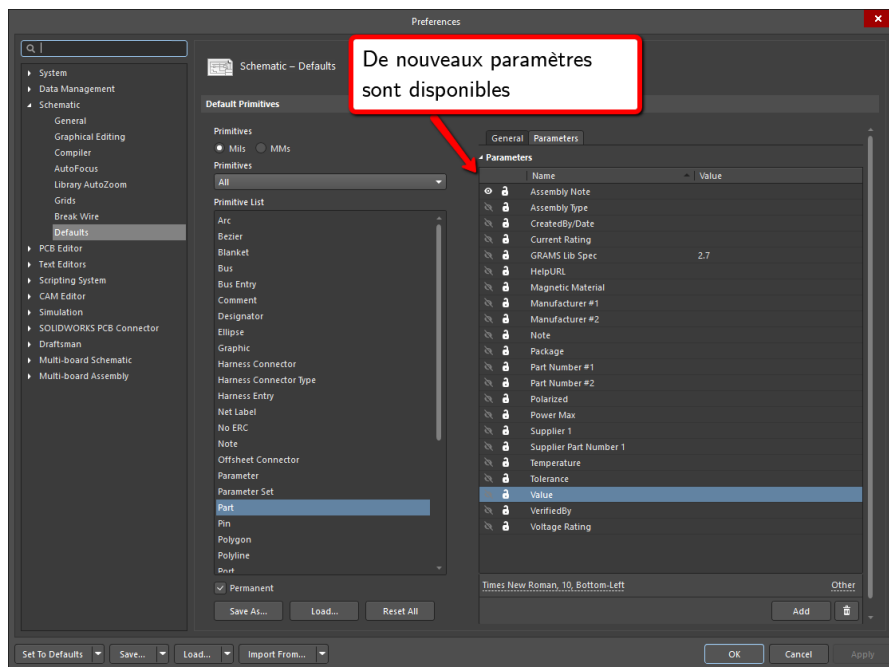 Preferences
De nouveaux paramètres
sont disponibles
System
Data Management
Schematic
General
Graphical Editing
Compiler
AutoFocus
Library AutoZoom
Grids
Break Wire
Defaults
PCB Editor
Text Editors
Scripting System
CAM Editor
Simulation
SOLIDWORKS PCB Connector
Draftsman
Multi-board Schematic
Multi-board Assembly
Schematic – Defaults
Default Primitives
Primitives
Mils MMs
Primitives
All
Primitive List
Arc
Bezier
Blanket
Bus
Bus Entry
Comment
Designator
Ellipse
Graphic
Harness Connector
Harness Connector Type
Harness Entry
Net Label
No ERC
Note
Offsheet Connector
Parameter
Parameter Set
Part
Pin
Polygon
Polyline
Port
Permanent
Save As... Load... Reset All
General Parameters
Parameters
Name Value
Assembly Note
Assembly Type
CreatedBy/Date
Current Rating
GRAMS Lib Spec 2.7
HelpURL
Magnetic Material
Manufacturer #1
Manufacturer #2
Note
Package
Part Number #1
Part Number #2
Polarized
Power Max
Supplier 1
Supplier Part Number 1
Temperature
Tolerance
Value
VerifiedBy
Voltage Rating
Times New Roman, 10, Bottom-Left Other
Add
Set To Defaults Save... Load... Import From... OK Cancel Apply